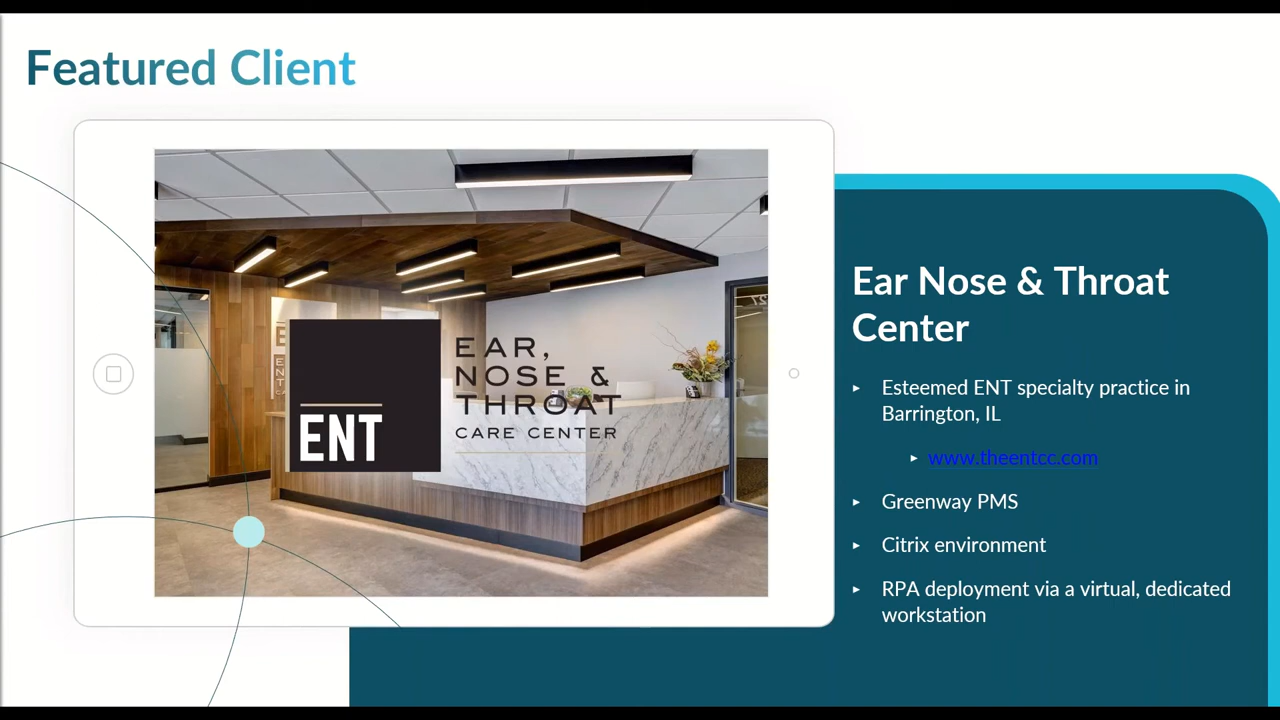 Featured Client
ENT
EAR,
NOSE &
THROAT
CARE CENTER
Ear Nose & Throat
Center
Esteemed ENT specialty practice in
Barrington, IL
www.theentcc.com
Greenway PMS
Citrix environment
RPA deployment via a virtual, dedicated
workstation